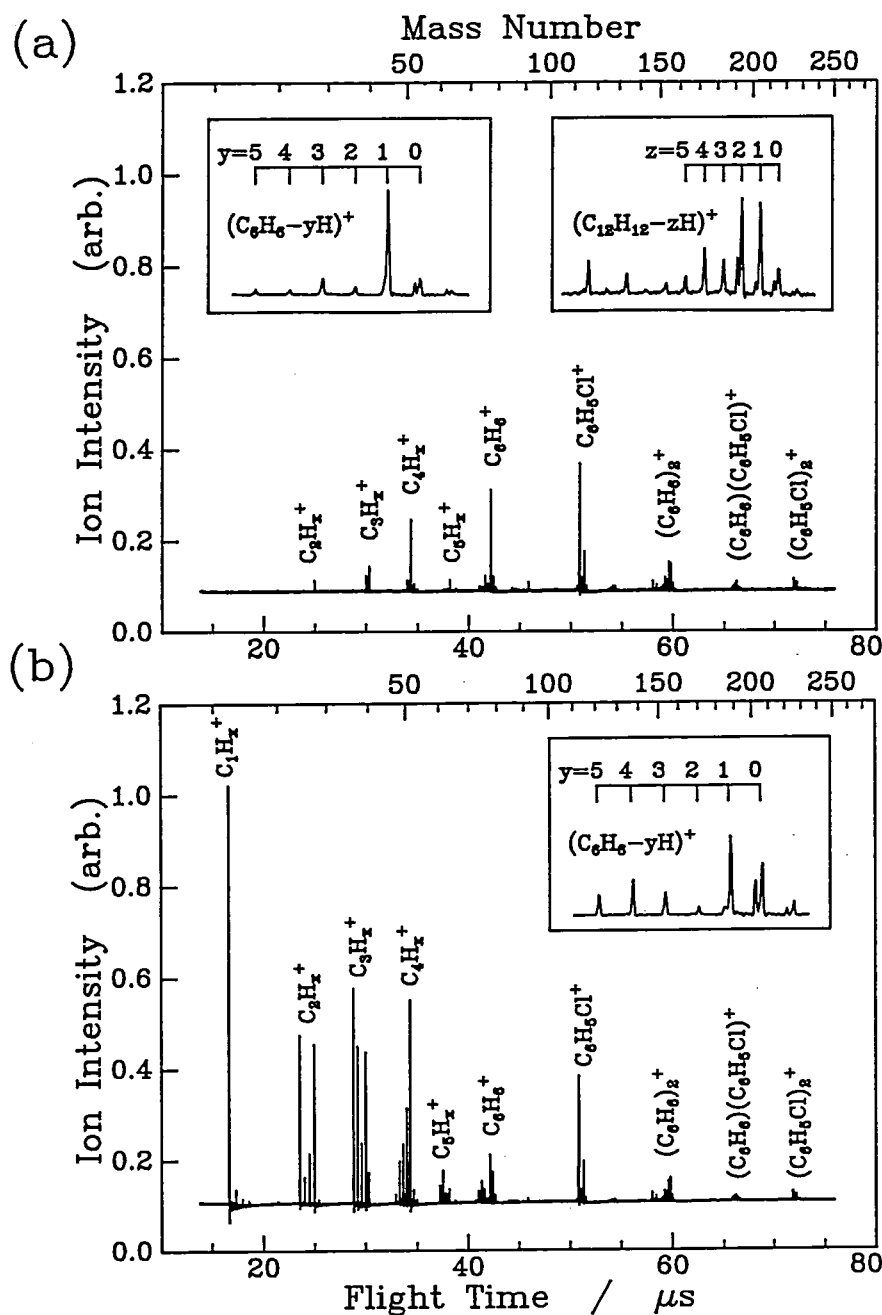 (a)
Mass Number
50 100 150 200 250
1.2
1.0
0.8
0.6
0.4
0.2
0.0
Ion Intensity (arb.)
y=5 4 3 2 1 0
(C₆H₆−yH)⁺
z=5 4 3 2 1 0
(C₁₂H₁₂−zH)⁺
C₂Hₓ⁺
C₃Hₓ⁺
C₄Hₓ⁺
C₅Hₓ⁺
C₆H₆⁺
C₆H₅Cl⁺
(C₆H₆)₂⁺
(C₆H₆)(C₆H₅Cl)⁺
(C₆H₅Cl)₂⁺
20 40 60 80
(b)
50 100 150 200 250
1.2
1.0
0.8
0.6
0.4
0.2
0.0
Ion Intensity (arb.)
y=5 4 3 2 1 0
(C₆H₆−yH)⁺
C₁Hₓ⁺
C₂Hₓ⁺
C₃Hₓ⁺
C₄Hₓ⁺
C₅Hₓ⁺
C₆H₆⁺
C₆H₅Cl⁺
(C₆H₆)₂⁺
(C₆H₆)(C₆H₅Cl)⁺
(C₆H₅Cl)₂⁺
20 40 60 80
Flight Time / μs